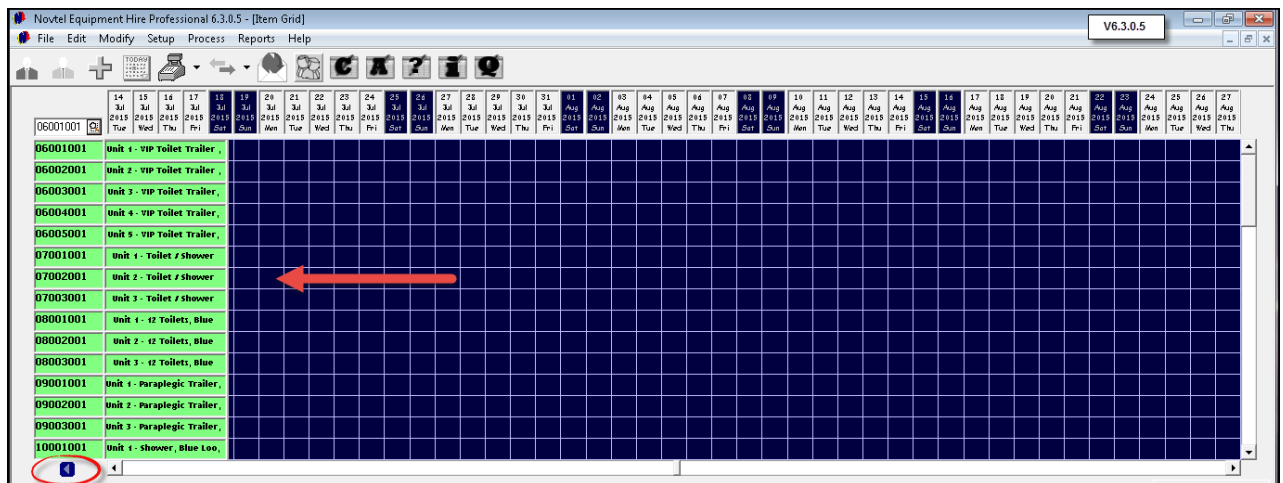 Novtel Equipment Hire Professional 6.3.0.5 - [Item Grid]
V6.3.0.5
File Edit Modify Setup Process Reports Help
TODAY
C A ? i Q
14 15 16 17 18 19 20 21 22 23 24 25 26 27 28 29 30 31 01 02 03 04 05 06 07 08 09 10 11 12 13 14 15 16 17 18 19 20 21 22 23 24 25 26 27
Jul Jul Jul Jul Jul Jul Jul Jul Jul Jul Jul Jul Jul Jul Jul Jul Jul Jul Aug Aug Aug Aug Aug Aug Aug Aug Aug Aug Aug Aug Aug Aug Aug Aug Aug Aug Aug Aug Aug Aug Aug Aug Aug Aug Aug
2015 2015 2015 2015 2015 2015 2015 2015 2015 2015 2015 2015 2015 2015 2015 2015 2015 2015 2015 2015 2015 2015 2015 2015 2015 2015 2015 2015 2015 2015 2015 2015 2015 2015 2015 2015 2015 2015 2015 2015 2015 2015 2015 2015 2015
06001001 Tue Wed Thu Fri Sat Sun Mon Tue Wed Thu Fri Sat Sun Mon Tue Wed Thu Fri Sat Sun Mon Tue Wed Thu Fri Sat Sun Mon Tue Wed Thu Fri Sat Sun Mon Tue Wed Thu Fri Sat Sun Mon Tue Wed Thu
06001001 Unit 1 - VIP Toilet Trailer ,
06002001 Unit 2 - VIP Toilet Trailer,
06003001 Unit 3 - VIP Toilet Trailer,
06004001 Unit 4 - VIP Toilet Trailer,
06005001 Unit 5 - VIP Toilet Trailer,
07001001 Unit 1 - Toilet / Shower
07002001 Unit 2 - Toilet / Shower
07003001 Unit 3 - Toilet / Shower
08001001 Unit 1 - 12 Toilets, Blue
08002001 Unit 2 - 12 Toilets, Blue
08003001 Unit 3 - 12 Toilets, Blue
09001001 Unit 1 - Paraplegic Trailer,
09002001 Unit 2 - Paraplegic Trailer,
09003001 Unit 3 - Paraplegic Trailer,
10001001 Unit 1 - Shower, Blue Loo,